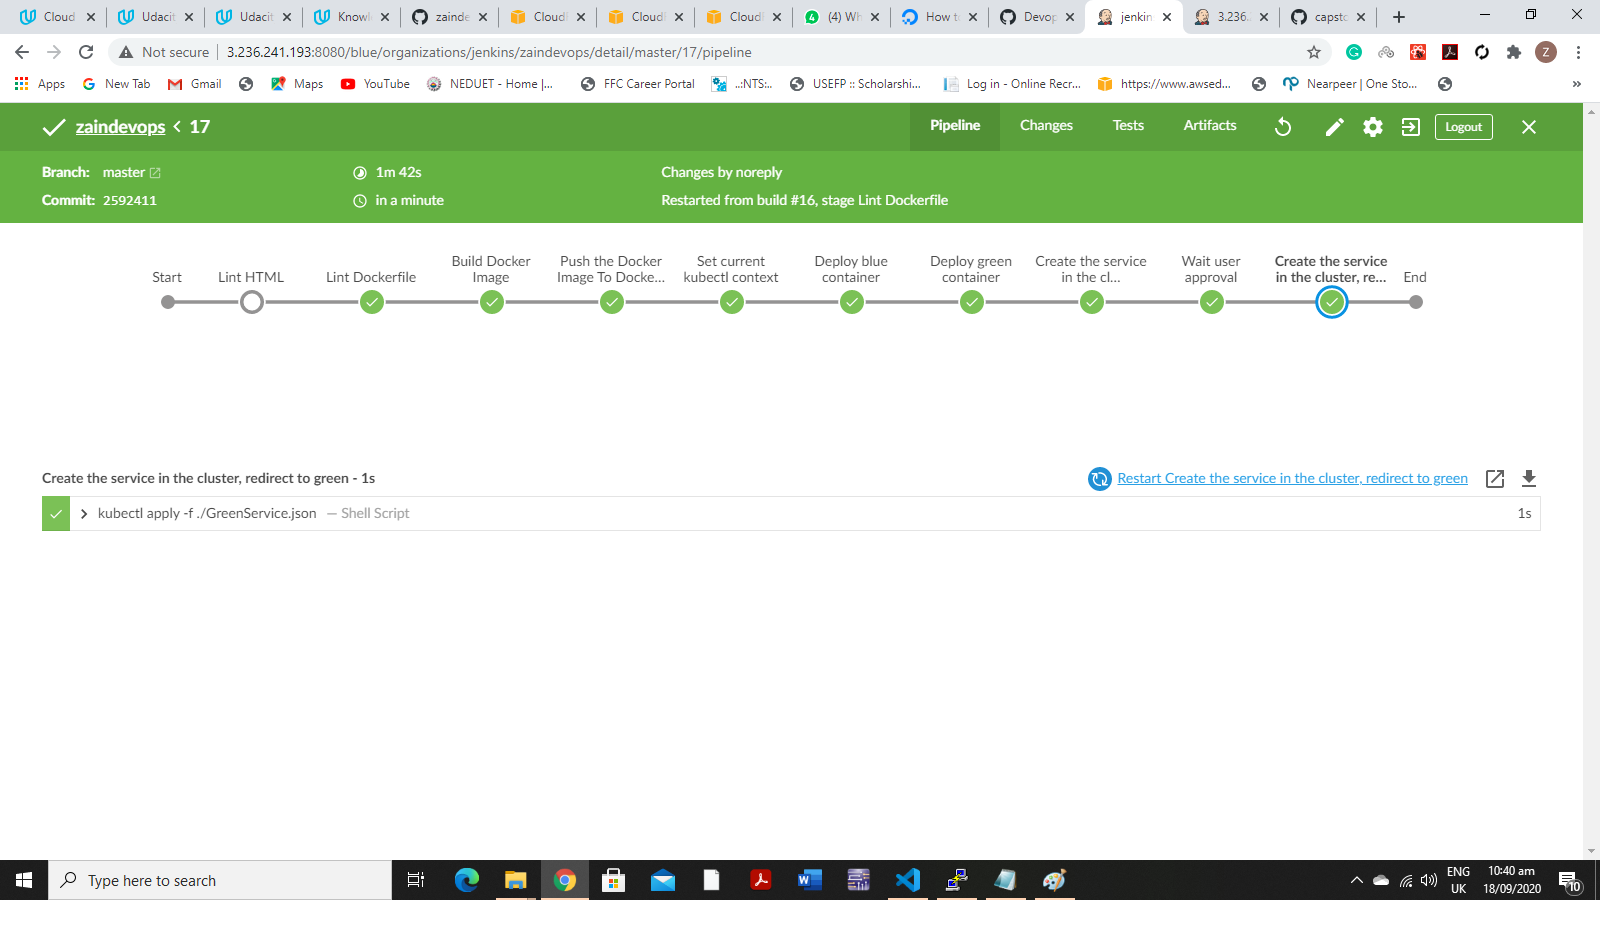 Cloud
Udacit
Udacit
Knowl
zainde
Cloudf
Cloudf
Cloudf
(4) Wh
How to
Devop
jenkin
3.236.
capsto
Not secure
3.236.241.193:8080/blue/organizations/jenkins/zaindevops/detail/master/17/pipeline
Z
Apps
New Tab
Gmail
Maps
YouTube
NEDUET - Home |...
FFC Career Portal
..:NTS:..
USEFP :: Scholarshi...
Log in - Online Recr...
https://www.awsed...
Nearpeer | One Sto...
»
zaindevops < 17
Pipeline
Changes
Tests
Artifacts
Logout
Branch: master
1m 42s
Changes by noreply
Commit: 2592411
in a minute
Restarted from build #16, stage Lint Dockerfile
Start
Lint HTML
Lint Dockerfile
Build Docker
Image
Push the Docker
Image To Docke...
Set current
kubectl context
Deploy blue
container
Deploy green
container
Create the service
in the cl...
Wait user
approval
Create the service
in the cluster, re...
End
Create the service in the cluster, redirect to green - 1s
Restart Create the service in the cluster, redirect to green
kubectl apply -f ./GreenService.json — Shell Script
1s
Type here to search
ENG
UK
10:40 am
18/09/2020
10